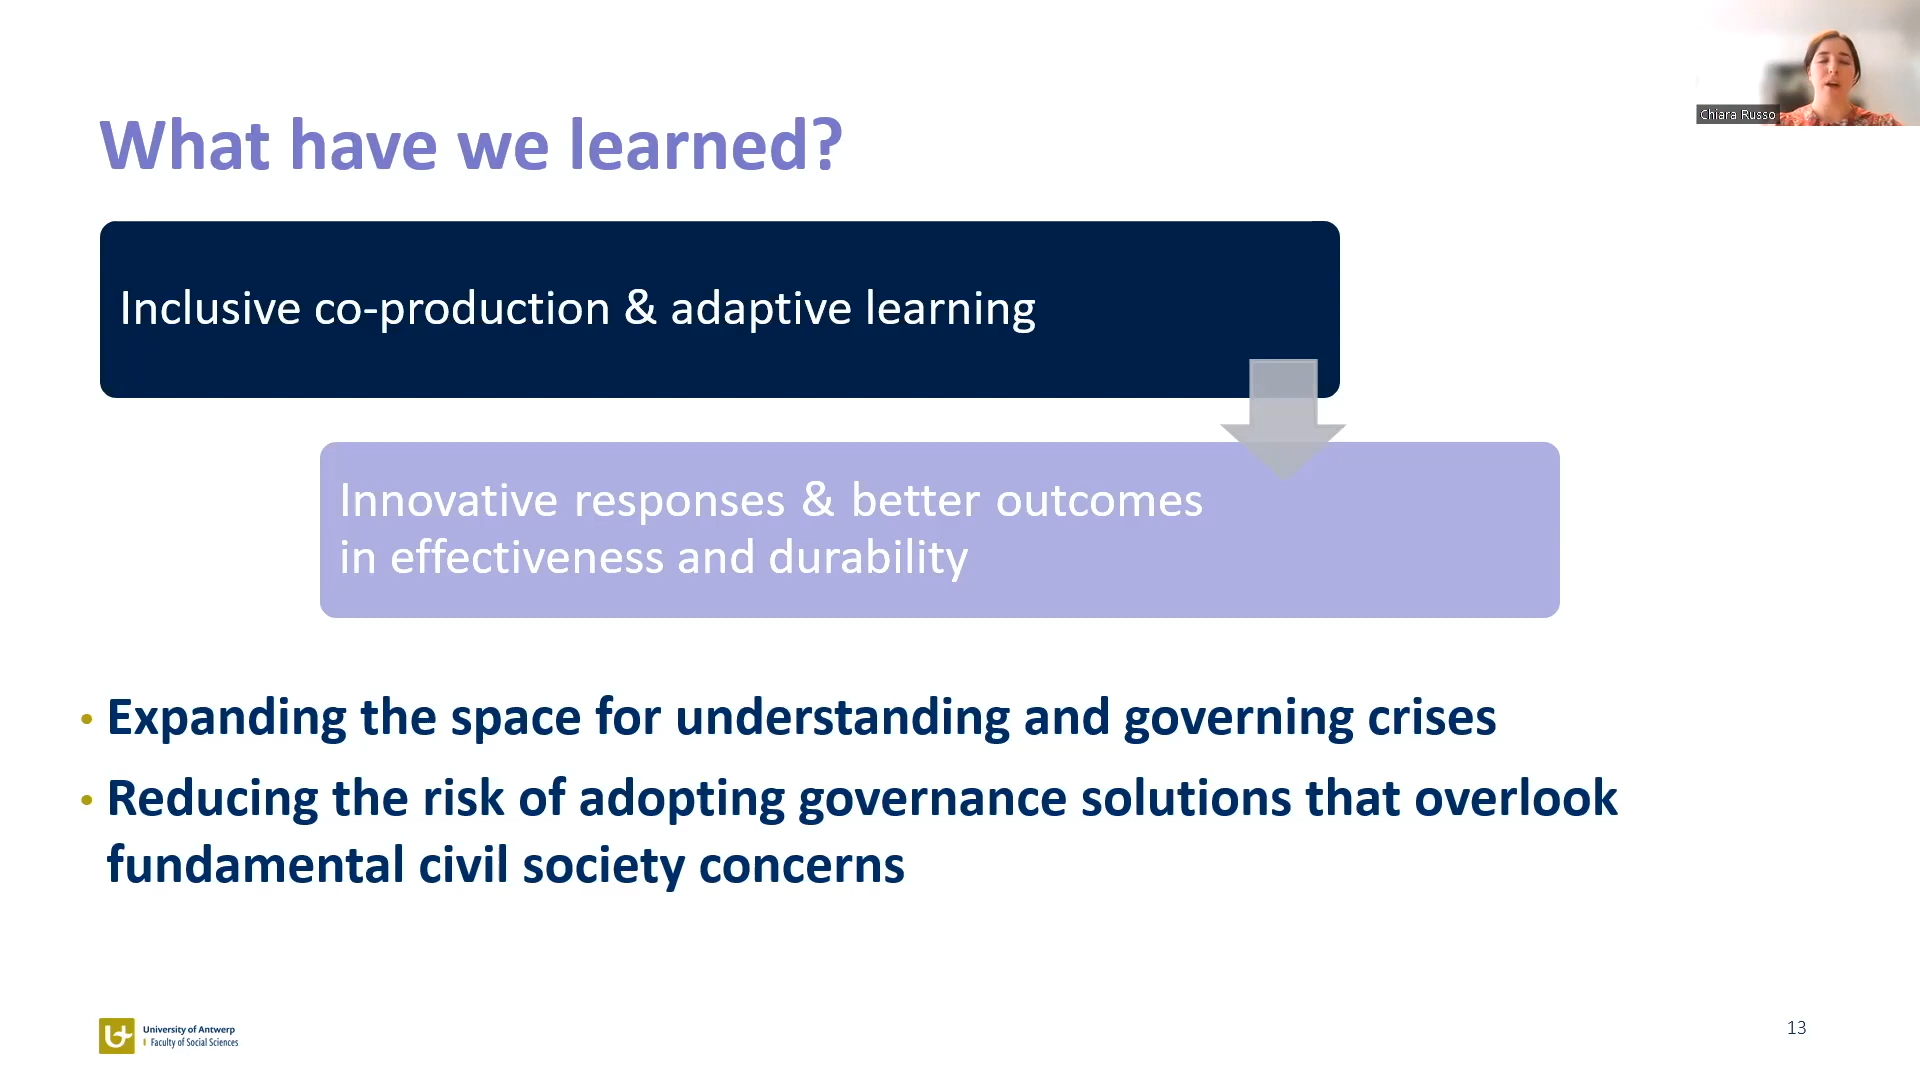 Chiara Russo
What have we learned?
Inclusive co-production & adaptive learning
Innovative responses & better outcomes
in effectiveness and durability
• Expanding the space for understanding and governing crises
• Reducing the risk of adopting governance solutions that overlook
fundamental civil society concerns
University of Antwerp
Faculty of Social Sciences
13